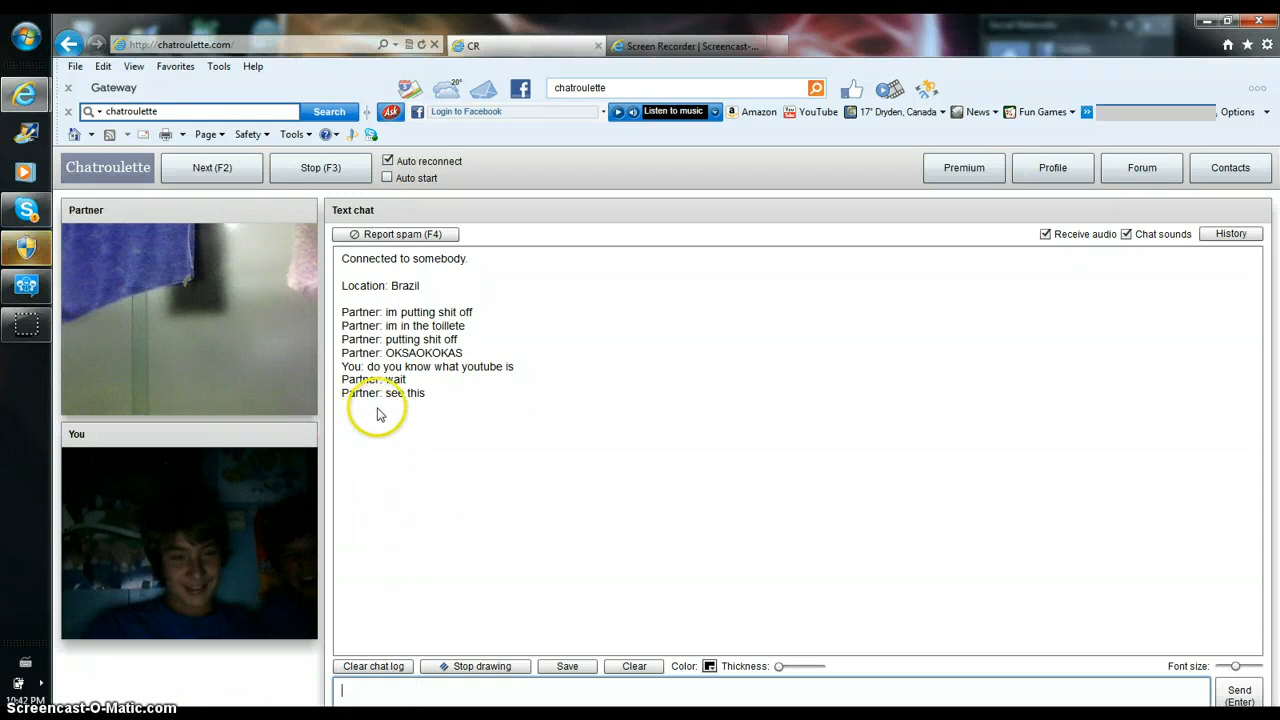 http://chatroulette.com/
CR
Screen Recorder | Screencast-...
File Edit View Favorites Tools Help
Gateway
20°
chatroulette
chatroulette
Search
Ask
Login to Facebook
Listen to music
Amazon
YouTube
17° Dryden, Canada
News
Fun Games
Options
Page Safety Tools
Chatroulette
Next (F2)
Stop (F3)
Auto reconnect
Auto start
Premium
Profile
Forum
Contacts
Partner
Text chat
Report spam (F4)
Receive audio
Chat sounds
History
Connected to somebody.
Location: Brazil
Partner: im putting shit off
Partner: im in the toillete
Partner: putting shit off
Partner: OKSAOKOKAS
You: do you know what youtube is
Partner: wait
Partner: see this
You
Clear chat log
Stop drawing
Save
Clear
Color:
Thickness:
Font size:
Send
(Enter)
10:42 PM
Screencast-O-Matic.com